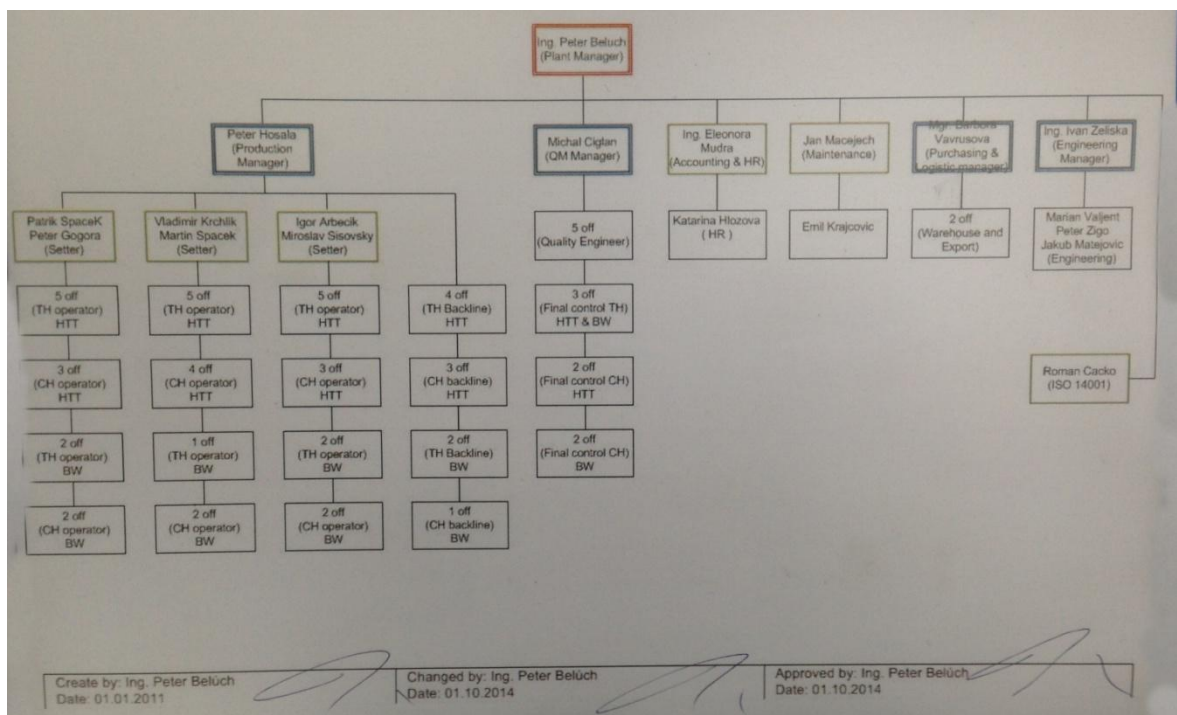 Ing. Peter Belúch
(Plant Manager)
Peter Hosala
(Production
Manager)
Michal Ciglan
(QM Manager)
Ing. Eleonora
Mudra
(Accounting & HR)
Jan Macejech
(Maintenance)
Mgr. Barbora
Vavrusova
(Purchasing &
Logistic manager)
Ing. Ivan Zeliska
(Engineering
Manager)
Patrik SpaceK
Peter Gogora
(Setter)
Vladimir Krchlik
Martin Spacek
(Setter)
Igor Arbecik
Miroslav Sisovsky
(Setter)
5 off
(Quality Engineer)
Katarina Hlozova
( HR )
Emil Krajcovic
2 off
(Warehouse and
Export)
Marian Valjent
Peter Zigo
Jakub Matejovic
(Engineering)
5 off
(TH operator)
HTT
5 off
(TH operator)
HTT
5 off
(TH operator)
HTT
4 off
(TH Backline)
HTT
3 off
(Final control TH)
HTT & BW
3 off
(CH operator)
HTT
4 off
(CH operator)
HTT
3 off
(CH operator)
HTT
3 off
(CH backline)
HTT
2 off
(Final control CH)
HTT
Roman Cacko
(ISO 14001)
2 off
(TH operator)
BW
1 off
(TH operator)
BW
2 off
(TH operator)
BW
2 off
(TH Backline)
BW
2 off
(Final control CH)
BW
2 off
(CH operator)
BW
2 off
(CH operator)
BW
2 off
(CH operator)
BW
1 off
(CH backline)
BW
Create by: Ing. Peter Belúch
Date: 01.01.2011
Changed by: Ing. Peter Belúch
Date: 01.10.2014
Approved by: Ing. Peter Belúch
Date: 01.10.2014